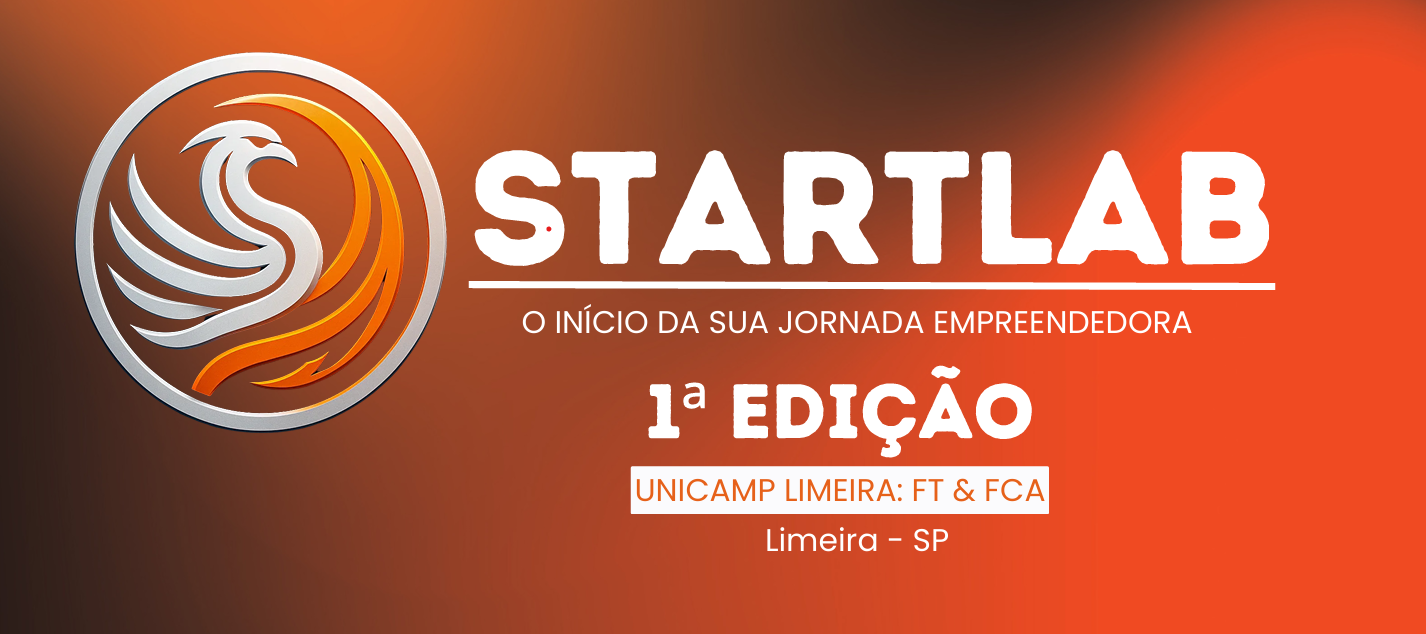 STARTLAB
O INÍCIO DA SUA JORNADA EMPREENDEDORA
1ª EDIÇÃO
UNICAMP LIMEIRA: FT & FCA
Limeira - SP